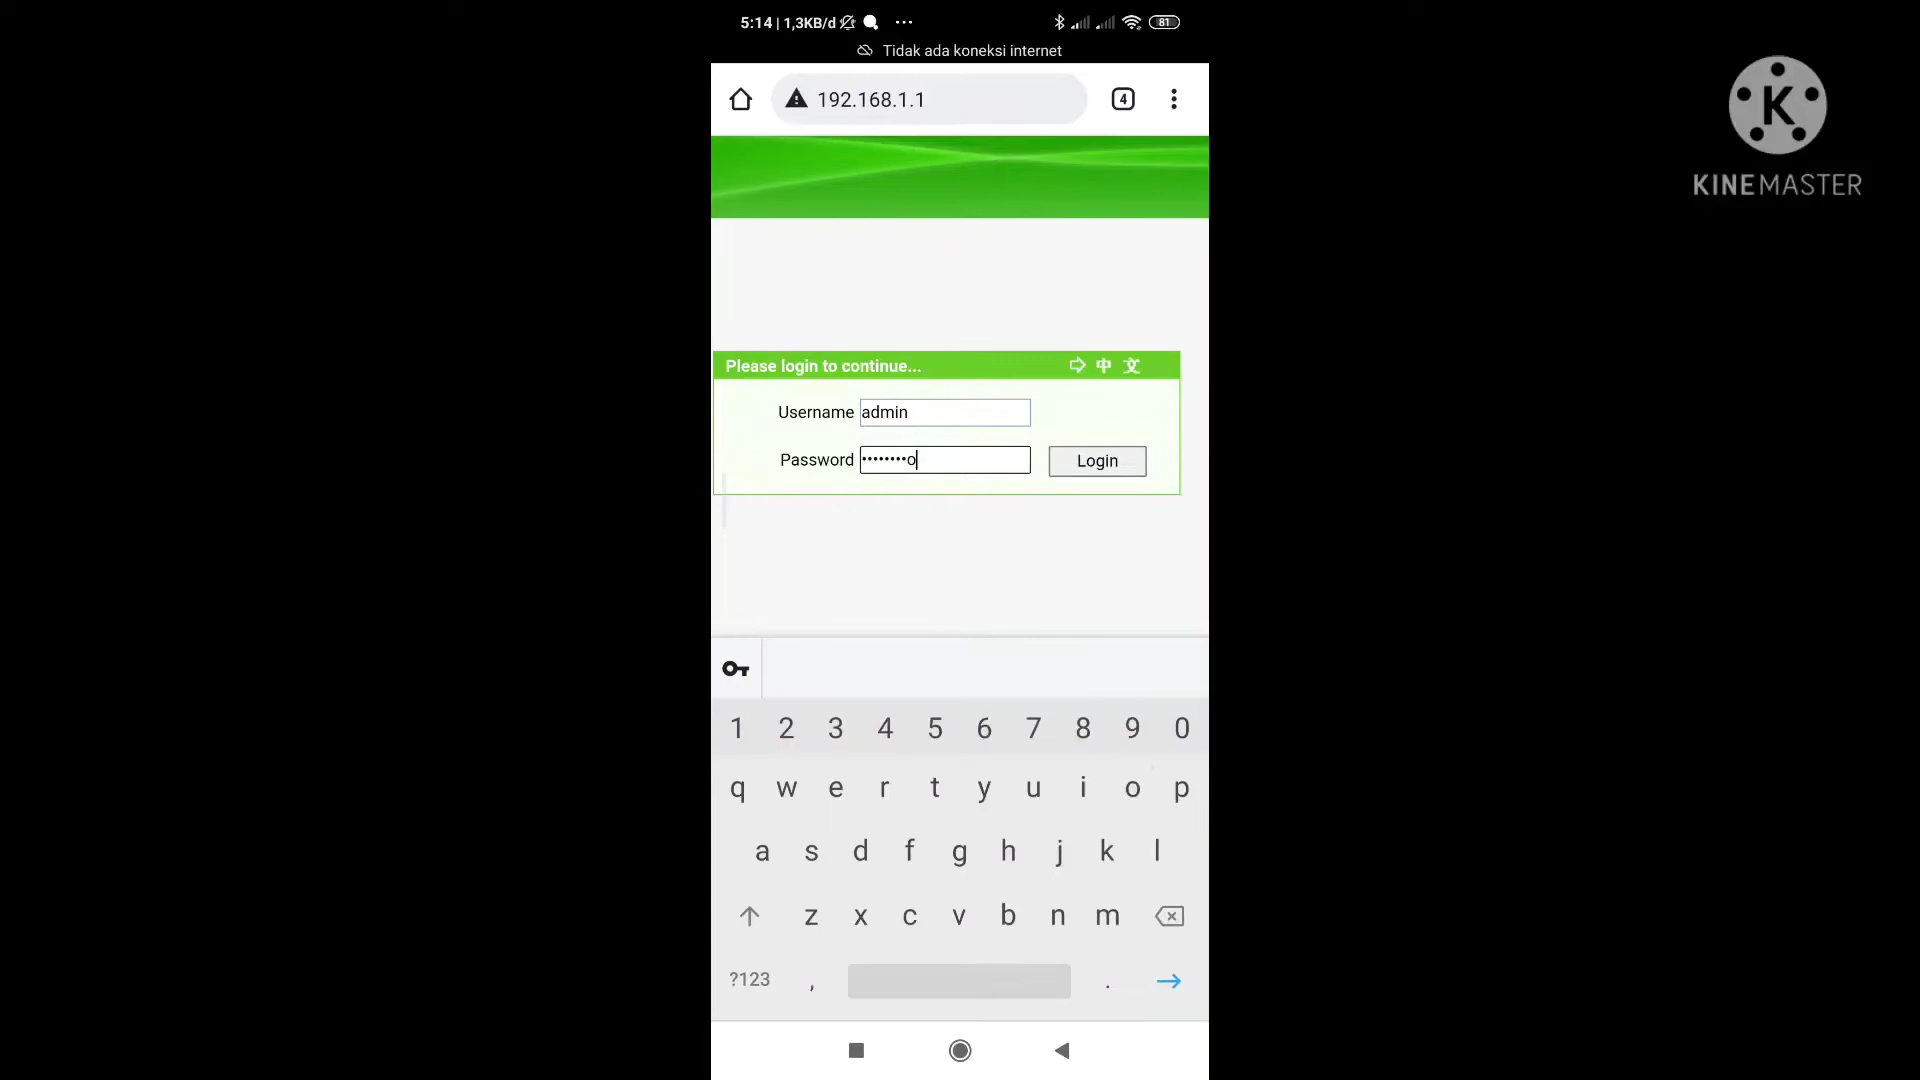 5:14 | 1,3KB/d ... 81
Tidak ada koneksi internet
192.168.1.1 4
K
KINEMASTER
Please login to continue... 中 文
Username admin
Password ••••••••o Login
1 2 3 4 5 6 7 8 9 0
q w e r t y u i o p
a s d f g h j k l
z x c v b n m
?123 , .